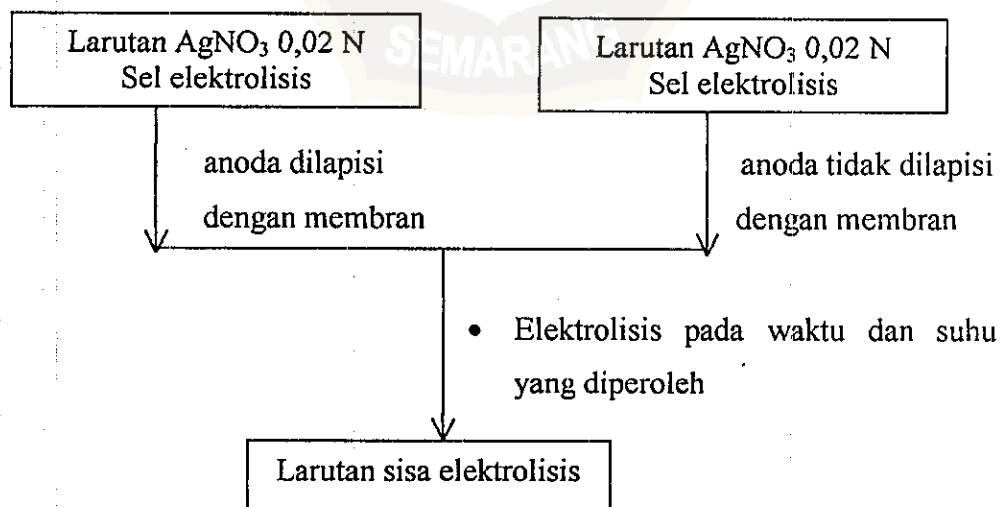 SEMARANG
Larutan AgNO₃ 0,02 N
Sel elektrolisis
Larutan AgNO₃ 0,02 N
Sel elektrolisis
anoda dilapisi
dengan membran
anoda tidak dilapisi
dengan membran
• Elektrolisis pada waktu dan suhu
yang diperoleh
Larutan sisa elektrolisis